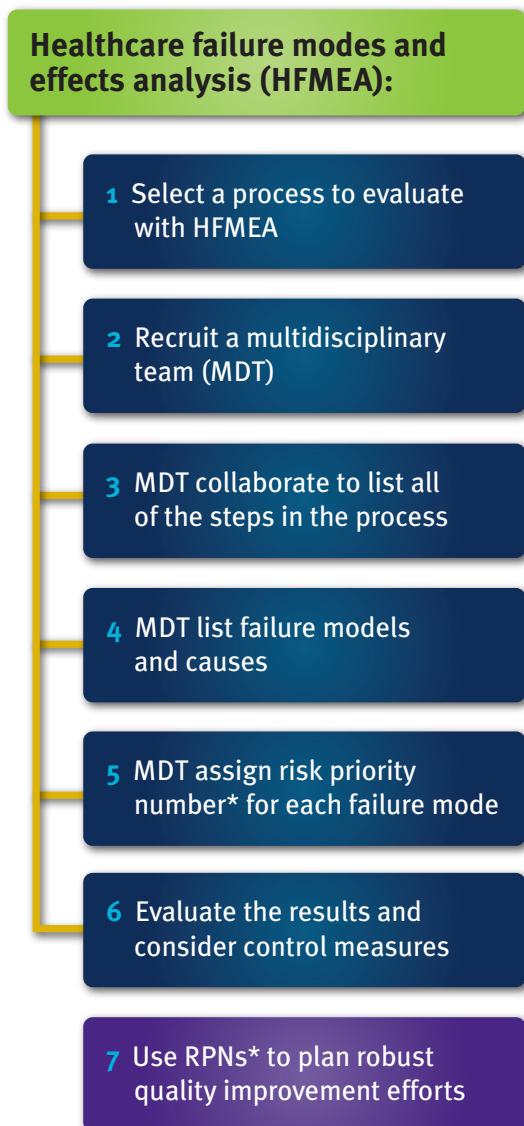 Healthcare failure modes and
effects analysis (HFMEA):
1 Select a process to evaluate
with HFMEA
2 Recruit a multidisciplinary
team (MDT)
3 MDT collaborate to list all
of the steps in the process
4 MDT list failure models
and causes
5 MDT assign risk priority
number* for each failure mode
6 Evaluate the results and
consider control measures
7 Use RPNs* to plan robust
quality improvement efforts